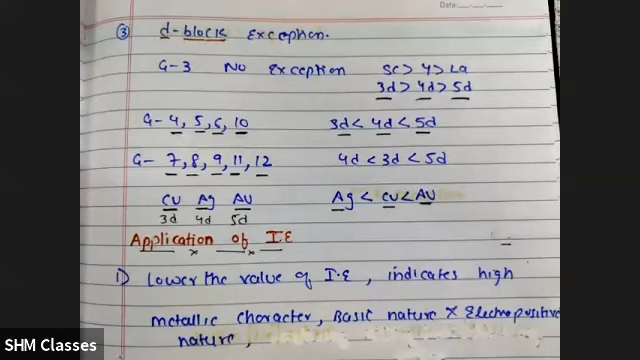 Date:
③ d-block Exception.
G-3 No Exception Sc > Y > La
3d > 4d > 5d
G- 4, 5, 6, 10 3d < 4d < 5d
G- 7, 8, 9, 11, 12 4d < 3d < 5d
Cu Ag Au Ag < Cu < Au
3d 4d 5d
Application of I.E
1) Lower the value of I.E, indicates high
metallic character, Basic nature & Electropositive
nature,
SHM Classes